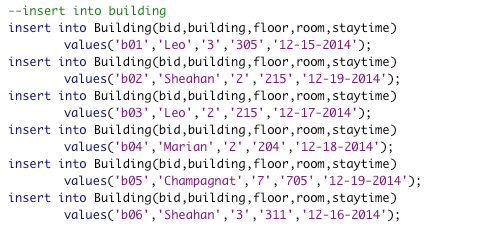 --insert into building
insert into Building(bid,building,floor,room,staytime)
values('b01','Leo','3','305','12-15-2014');
insert into Building(bid,building,floor,room,staytime)
values('b02','Sheahan','2','215','12-19-2014');
insert into Building(bid,building,floor,room,staytime)
values('b03','Leo','2','215','12-17-2014');
insert into Building(bid,building,floor,room,staytime)
values('b04','Marian','2','204','12-18-2014');
insert into Building(bid,building,floor,room,staytime)
values('b05','Champagnat','7','705','12-19-2014');
insert into Building(bid,building,floor,room,staytime)
values('b06','Sheahan','3','311','12-16-2014');